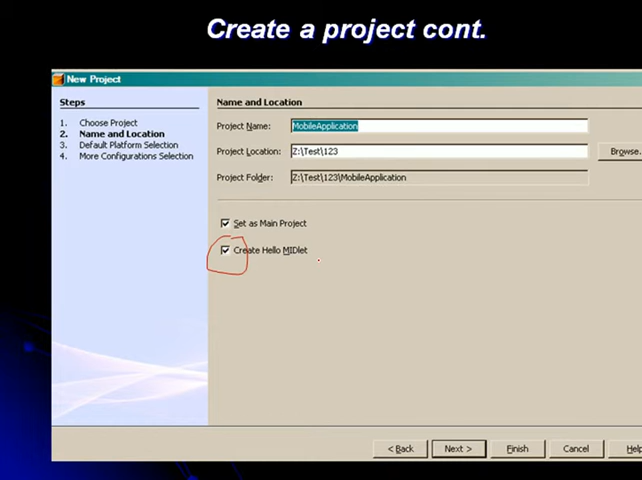 Create a project cont.
New Project
Steps
1. Choose Project
2. Name and Location
3. Default Platform Selection
4. More Configurations Selection
Name and Location
Project Name: MobileApplication
Project Location: Z:\Test\123 Browse..
Project Folder: Z:\Test\123\MobileApplication
Set as Main Project
Create Hello MIDlet
< Back Next > Finish Cancel Help